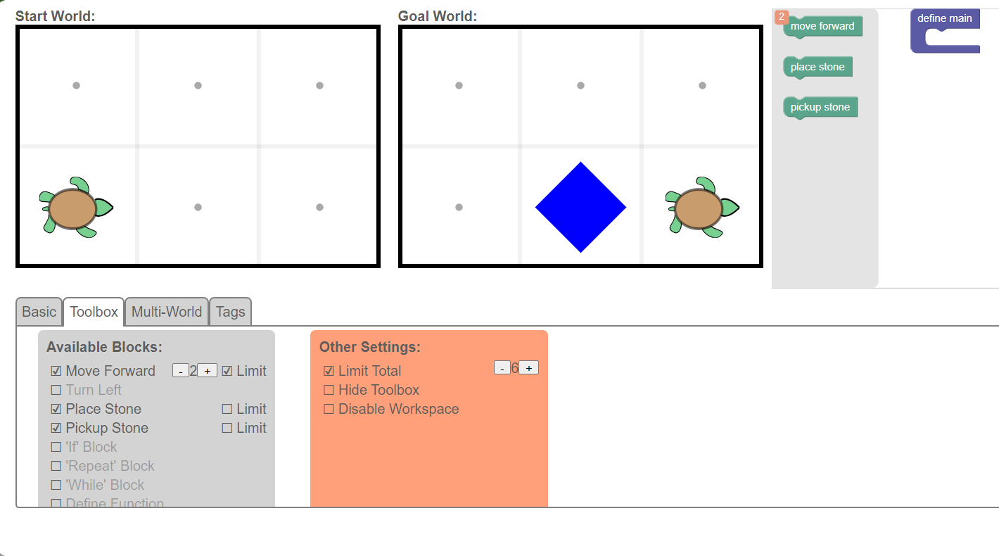 Start World:
Goal World:
2
move forward
place stone
pickup stone
define main
Basic
Toolbox
Multi-World
Tags
Available Blocks:
Move Forward - 2 + Limit
Turn Left
Place Stone Limit
Pickup Stone Limit
'If' Block
'Repeat' Block
'While' Block
Define Function
Other Settings:
Limit Total - 6 +
Hide Toolbox
Disable Workspace